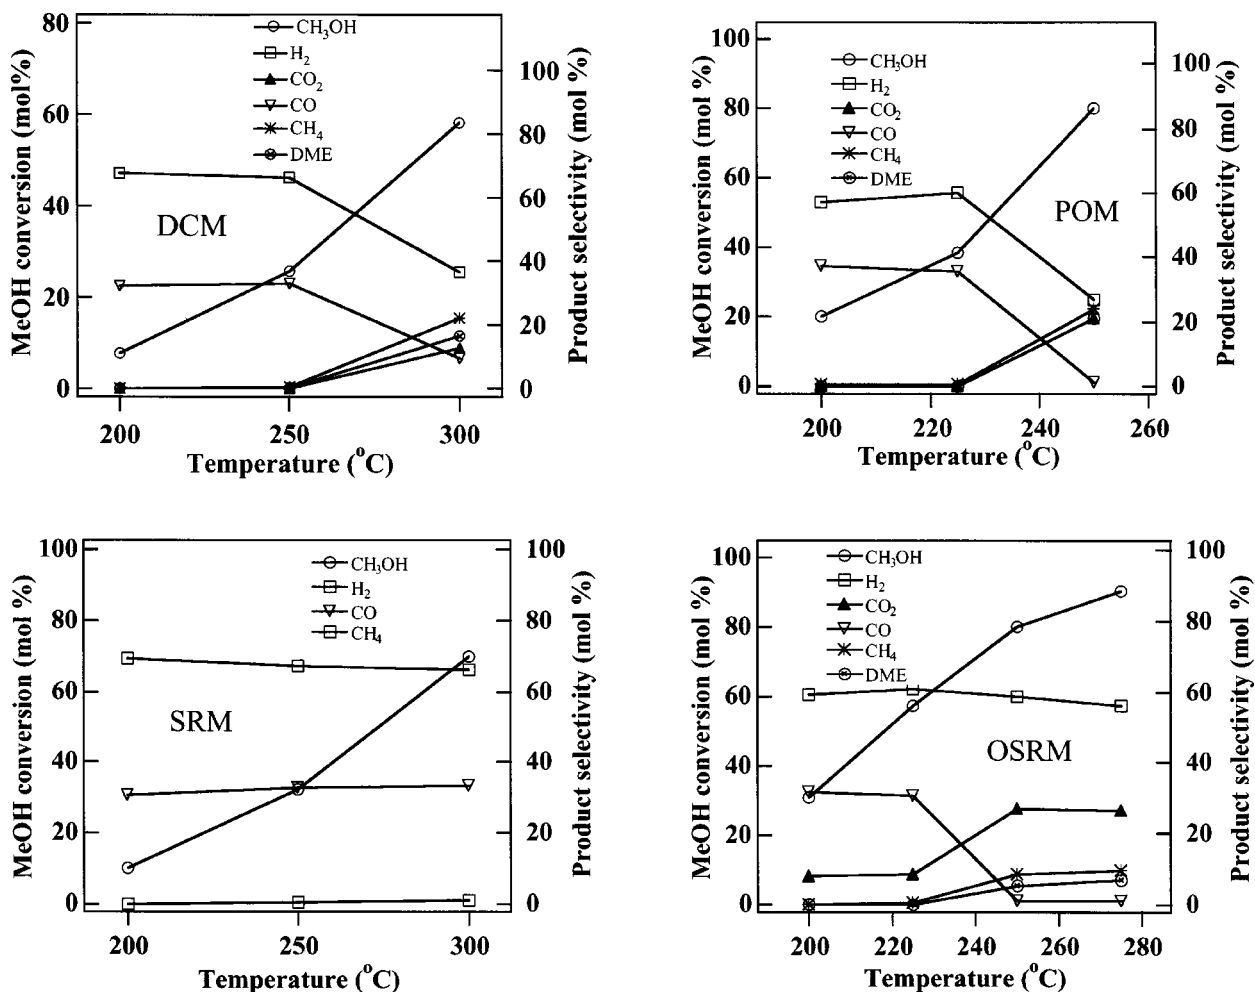 80
60
40
20
0
MeOH conversion (mol%)
CH₃OH
H₂
CO₂
CO
CH₄
DME
DCM
100
80
60
40
20
0
Product selectivity (mol %)
200 250 300
Temperature (°C)
100
80
60
40
20
0
MeOH conversion (mol %)
CH₃OH
H₂
CO₂
CO
CH₄
DME
POM
100
80
60
40
20
0
Product selectivity (mol %)
200 220 240 260
Temperature (°C)
100
80
60
40
20
0
MeOH conversion (mol %)
CH₃OH
H₂
CO
CH₄
SRM
100
80
60
40
20
0
Product selectivity (mol %)
200 250 300
Temperature (°C)
100
80
60
40
20
0
MeOH conversion (mol %)
CH₃OH
H₂
CO₂
CO
CH₄
DME
OSRM
100
80
60
40
20
0
Product selectivity (mol %)
200 220 240 260 280
Temperature (°C)